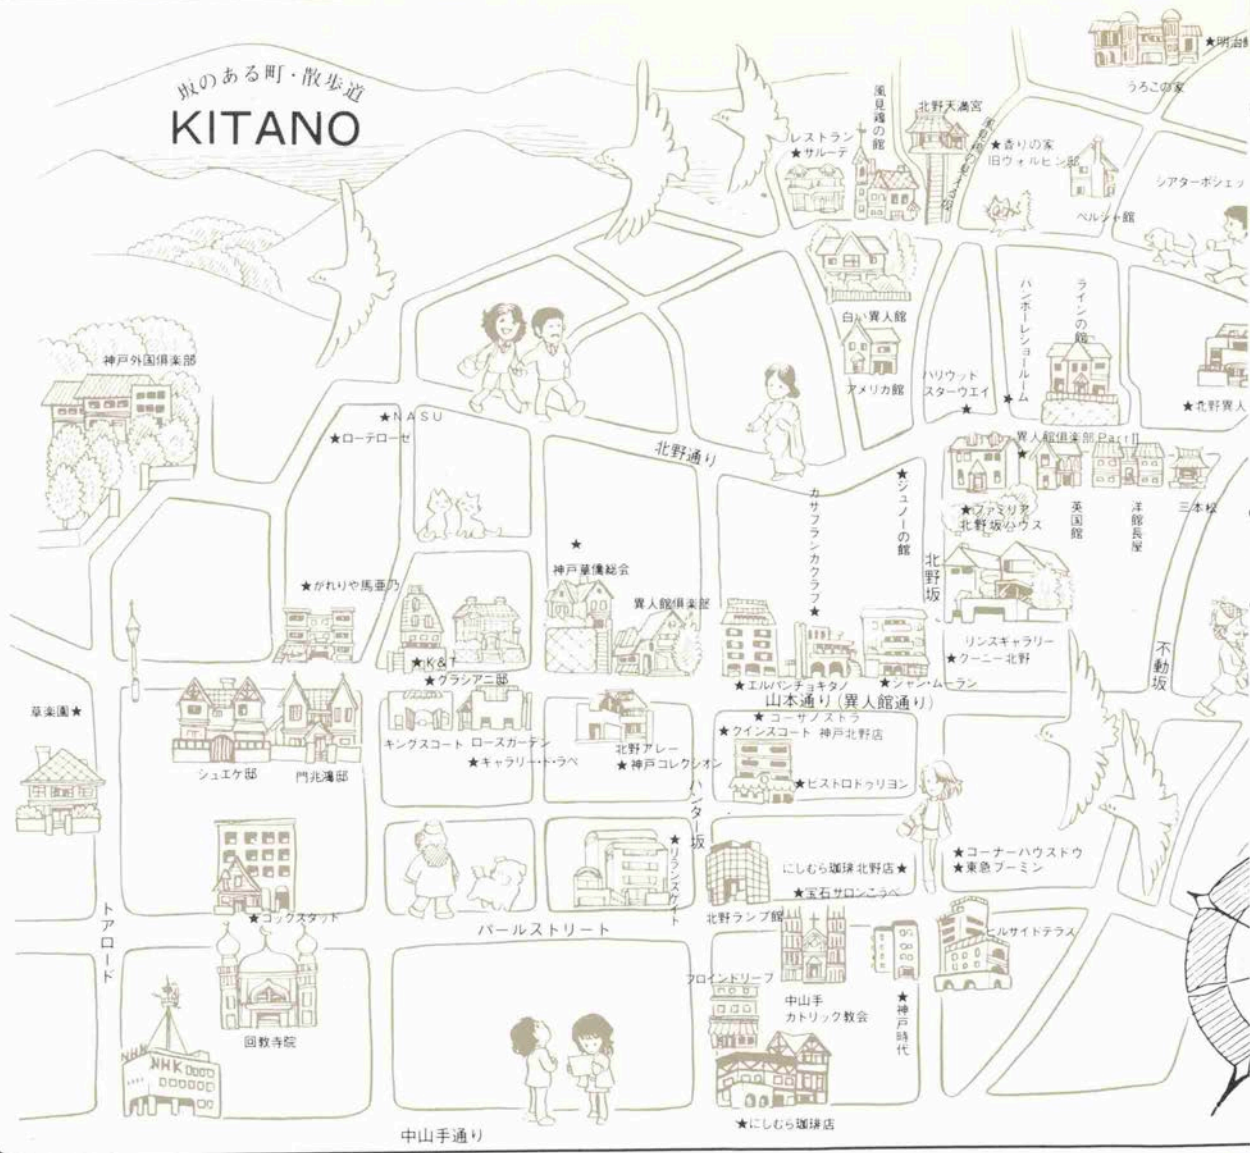 坂のある町・散歩道
KITANO
うろこの家
風見鶏の館
北野天満宮
レストラン
★サルーテ
★香りの家
旧ヴォルヒン邸
シアターポシェッ
ペルシャ館
白い異人館
アメリカ館
ハリウッド
スターウエイ
★
ハンボーレショールーム
★
ラインの館
★北野異人
神戸外国倶楽部
★NASU
★ローテローゼ
北野通り
異人館倶楽部PartⅡ
★
★ファミリア
北野坂ハウス
英国館
洋館長屋
三本松
★ジュノーの館
カサブランカクラブ★
北野坂
★
神戸華僑総会
異人館倶楽部
★がれりや馬亜乃
リンスギャラリー
★クーニー北野
不動坂
★K&T
★グラシアニ邸
★エルパンチョキタノ
★シャン・ムーラン
山本通り(異人館通り)
草楽園★
キングスコート
ローズガーデン
★ギャラリー・ド・ラペ
北野アレー
★神戸コレクション
★コーサノストラ
★クインスコート 神戸北野店
★ビストロドゥリヨン
シュエケ邸
門兆鴻邸
ハンター坂
★リランズゲイト
にしむら珈琲北野店★
★宝石サロンこうべ
★コーナーハウスドウ
★東急ブーミン
北野ランプ館
トアロード
★コックスタット
パールストリート
ヒルサイドテラス
フロインドリーブ
中山手
カトリック教会
★神戸時代
回教寺院
NHK
NHK
★にしむら珈琲店
中山手通り